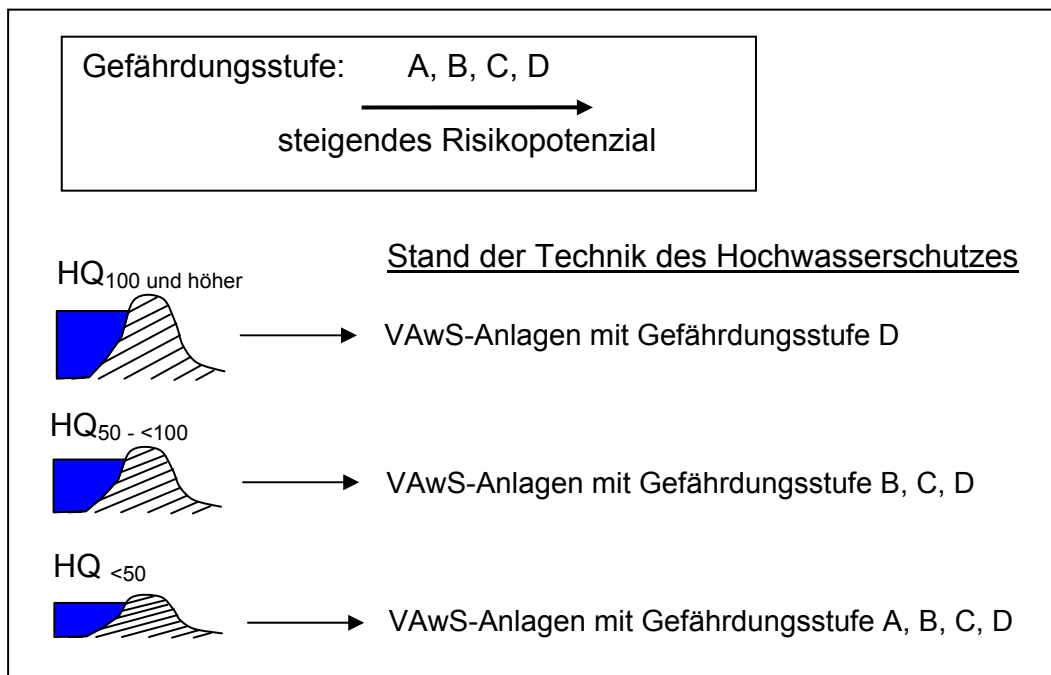 Gefährdungsstufe: A, B, C, D
steigendes Risikopotenzial
Stand der Technik des Hochwasserschutzes
HQ100 und höher
VAwS-Anlagen mit Gefährdungsstufe D
HQ50 - <100
VAwS-Anlagen mit Gefährdungsstufe B, C, D
HQ <50
VAwS-Anlagen mit Gefährdungsstufe A, B, C, D